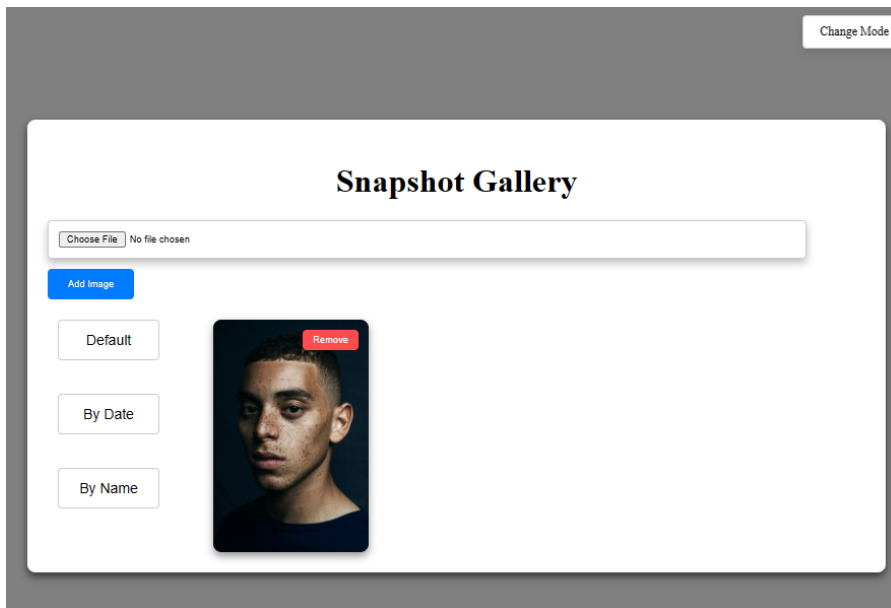 Change Mode
Snapshot Gallery
Choose File No file chosen
Add Image
Default
Remove
By Date
By Name